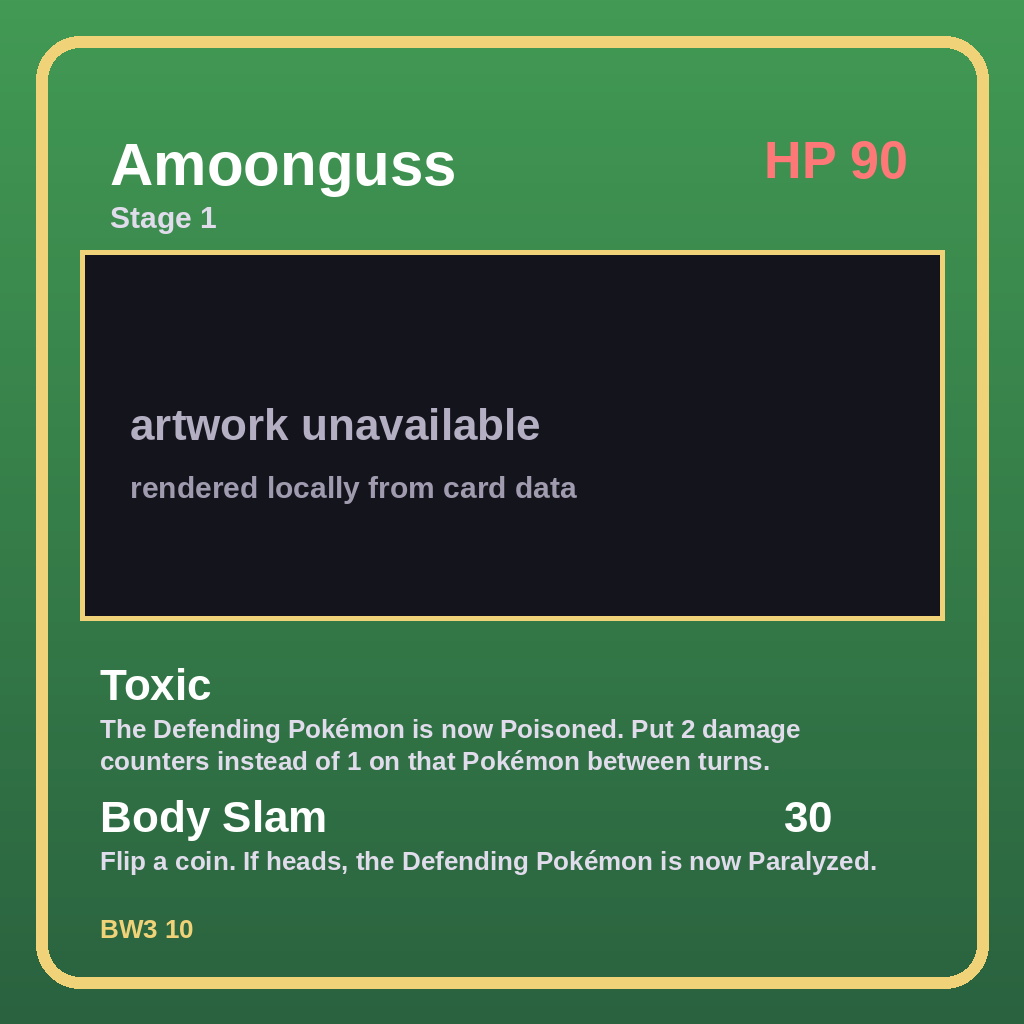 Amoonguss
HP 90
Stage 1
artwork unavailable
rendered locally from card data
Toxic
The Defending Pokémon is now Poisoned. Put 2 damage
counters instead of 1 on that Pokémon between turns.
Body Slam 30
Flip a coin. If heads, the Defending Pokémon is now Paralyzed.
BW3 10